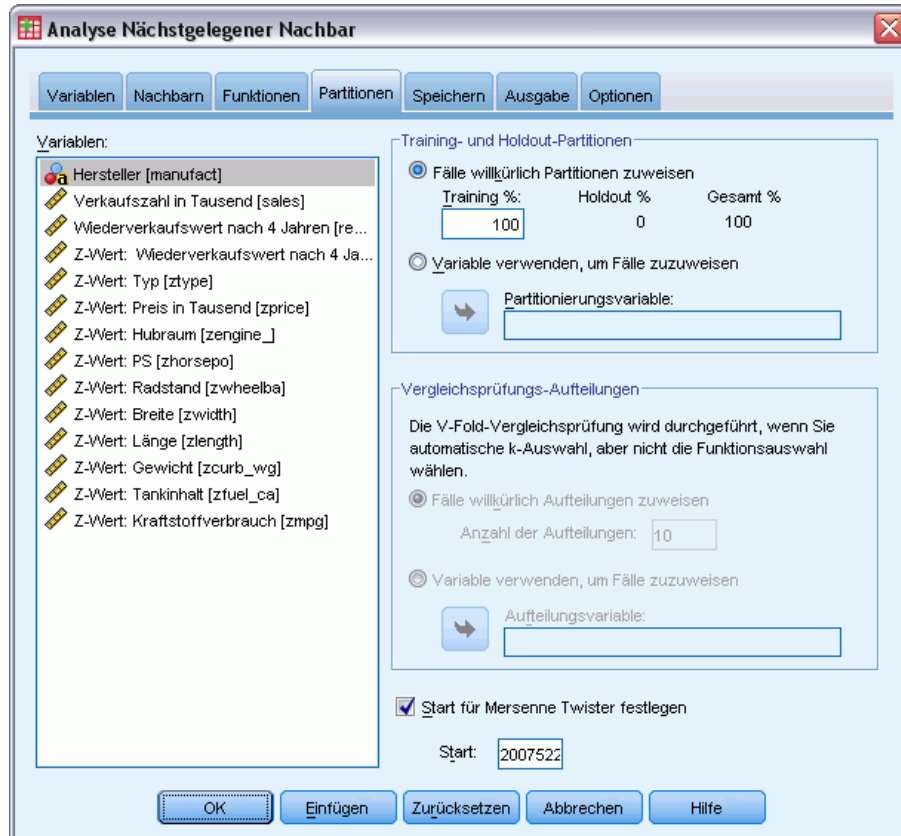 Analyse Nächstgelegener Nachbar
Variablen Nachbarn Funktionen Partitionen Speichern Ausgabe Optionen
Variablen:
Hersteller [manufact]
Verkaufszahl in Tausend [sales]
Wiederverkaufswert nach 4 Jahren [re...
Z-Wert: Wiederverkaufswert nach 4 Ja...
Z-Wert: Typ [ztype]
Z-Wert: Preis in Tausend [zprice]
Z-Wert: Hubraum [zengine_]
Z-Wert: PS [zhorsepo]
Z-Wert: Radstand [zwheelba]
Z-Wert: Breite [zwidth]
Z-Wert: Länge [zlength]
Z-Wert: Gewicht [zcurb_wg]
Z-Wert: Tankinhalt [zfuel_ca]
Z-Wert: Kraftstoffverbrauch [zmpg]
Training- und Holdout-Partitionen
Fälle willkürlich Partitionen zuweisen
Training %: Holdout % Gesamt %
100 0 100
Variable verwenden, um Fälle zuzuweisen
Partitionierungsvariable:
Vergleichsprüfungs-Aufteilungen
Die V-Fold-Vergleichsprüfung wird durchgeführt, wenn Sie
automatische k-Auswahl, aber nicht die Funktionsauswahl
wählen.
Fälle willkürlich Aufteilungen zuweisen
Anzahl der Aufteilungen: 10
Variable verwenden, um Fälle zuzuweisen
Aufteilungsvariable:
Start für Mersenne Twister festlegen
Start: 2007522
OK Einfügen Zurücksetzen Abbrechen Hilfe